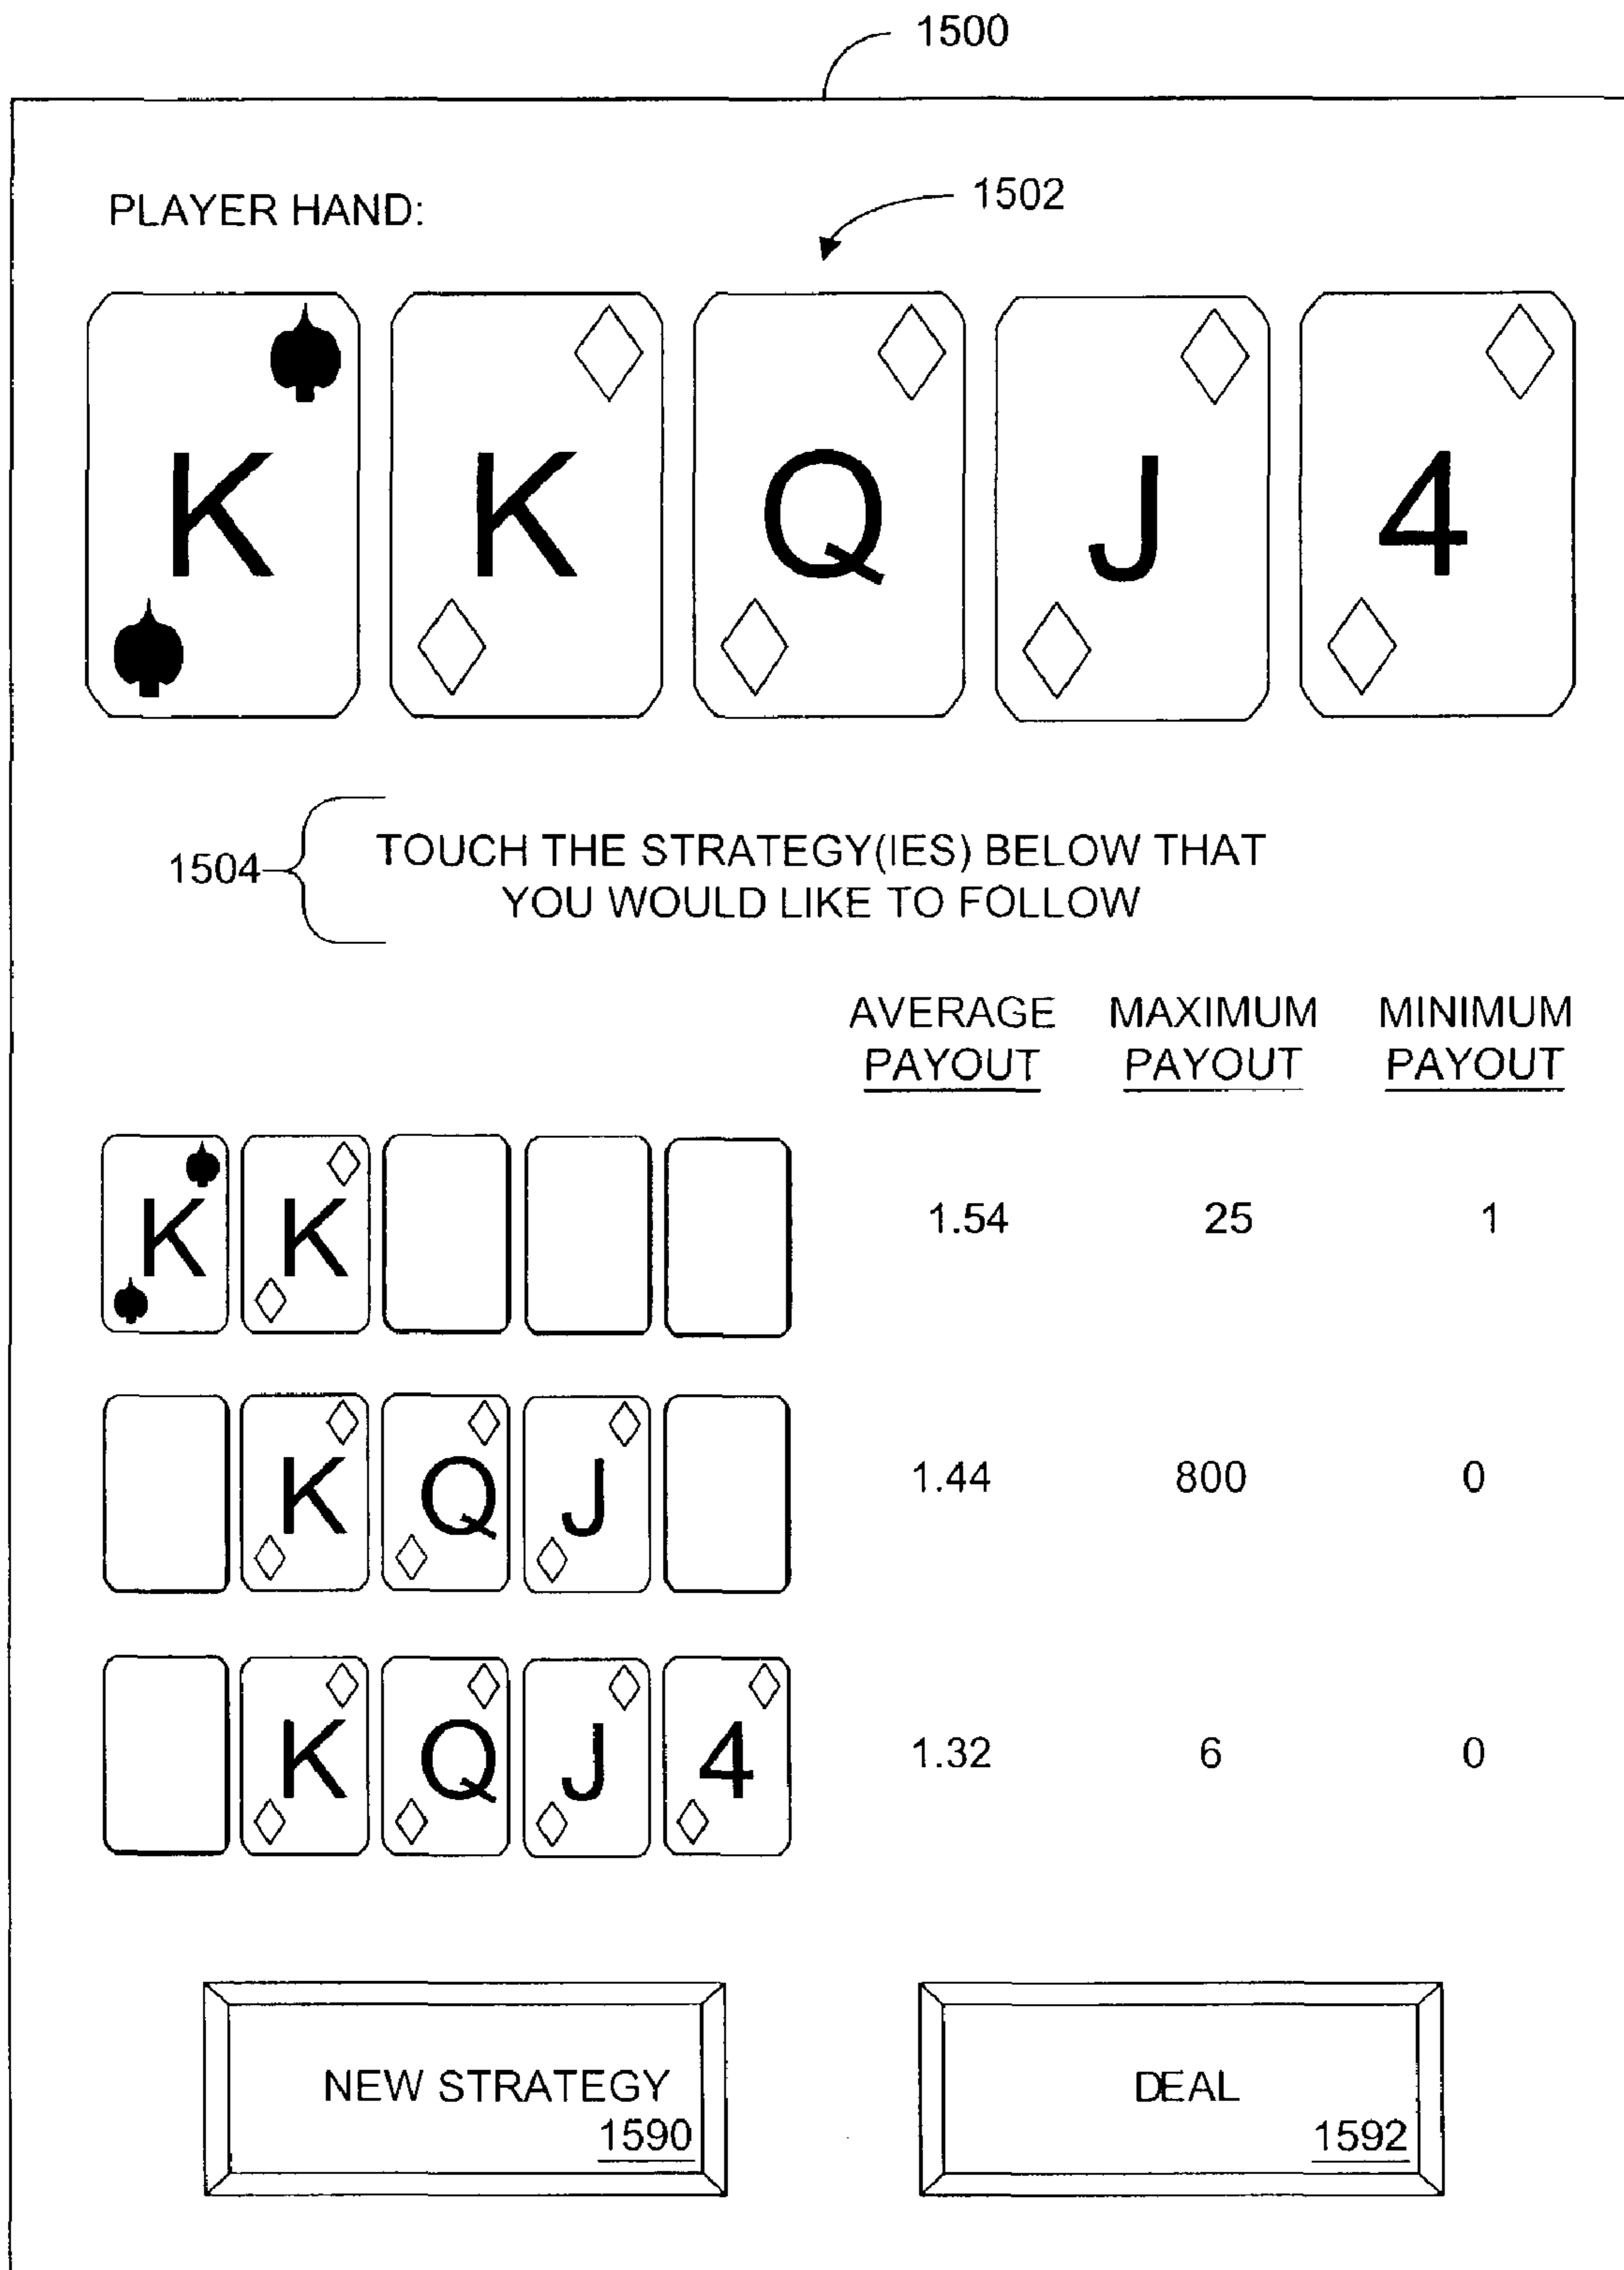 1500
PLAYER HAND:
1502
K K Q J 4
1504
TOUCH THE STRATEGY(IES) BELOW THAT
YOU WOULD LIKE TO FOLLOW
AVERAGE MAXIMUM MINIMUM
PAYOUT PAYOUT PAYOUT
K K 1.54 25 1
K Q J 1.44 800 0
K Q J 4 1.32 6 0
NEW STRATEGY
1590
DEAL
1592